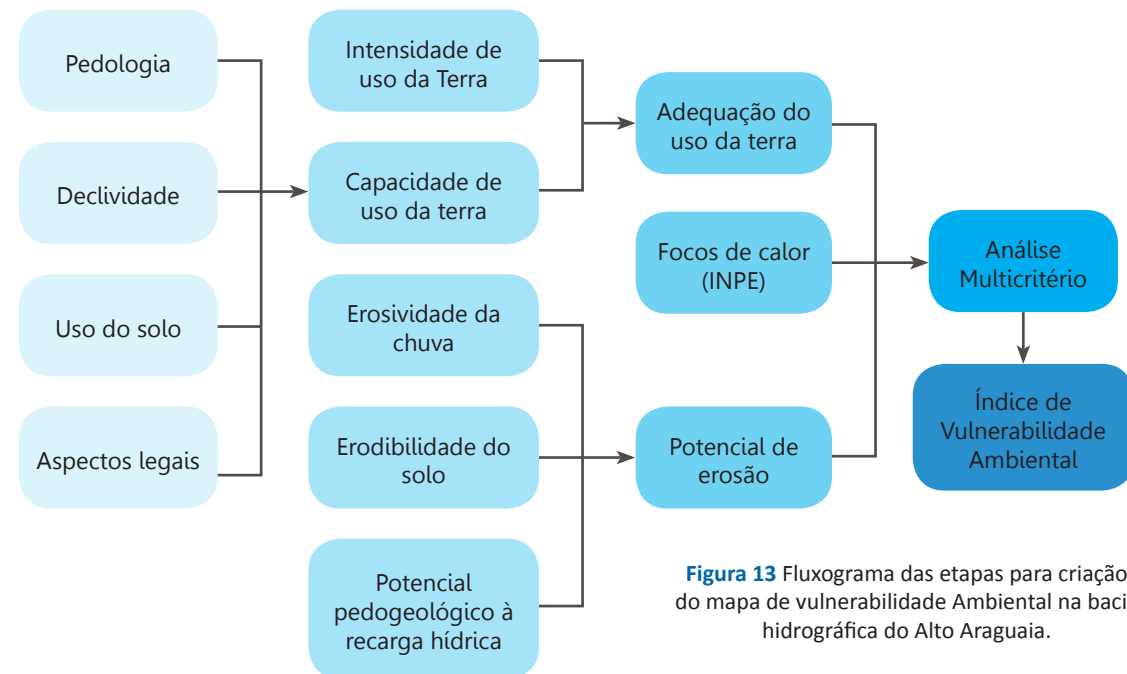 Pedologia
Declividade
Uso do solo
Aspectos legais
Intensidade de
uso da Terra
Capacidade de
uso da terra
Erosividade da
chuva
Erodibilidade do
solo
Potencial
pedogeológico à
recarga hídrica
Adequação do
uso da terra
Focos de calor
(INPE)
Potencial de
erosão
Análise
Multicritério
Índice de
Vulnerabilidade
Ambiental
Figura 13 Fluxograma das etapas para criação
do mapa de vulnerabilidade Ambiental na baci
hidrográfica do Alto Araguaia.